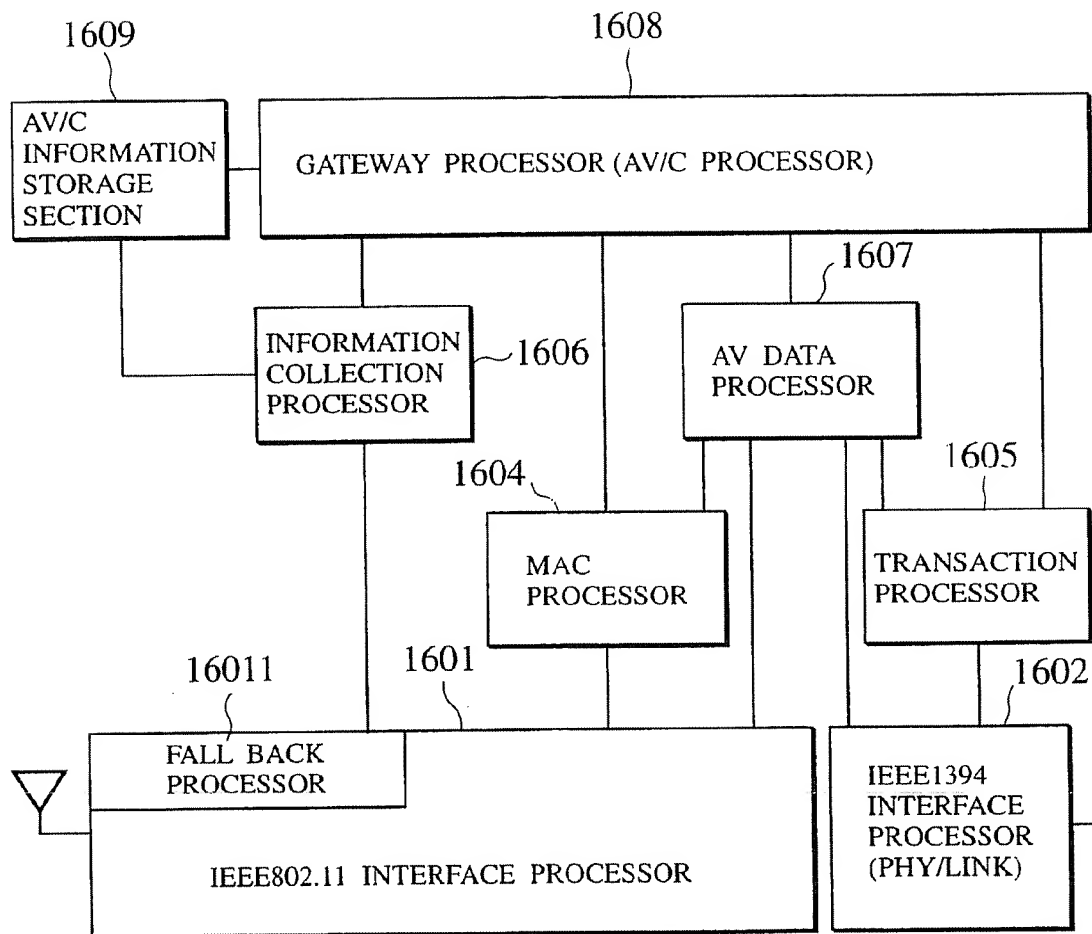 1609
1608
AV/C
INFORMATION
STORAGE
SECTION
GATEWAY PROCESSOR (AV/C PROCESSOR)
1607
INFORMATION
COLLECTION
PROCESSOR
1606
AV DATA
PROCESSOR
1604
1605
MAC
PROCESSOR
TRANSACTION
PROCESSOR
16011
1601
1602
FALL BACK
PROCESSOR
IEEE802.11 INTERFACE PROCESSOR
IEEE1394
INTERFACE
PROCESSOR
(PHY/LINK)